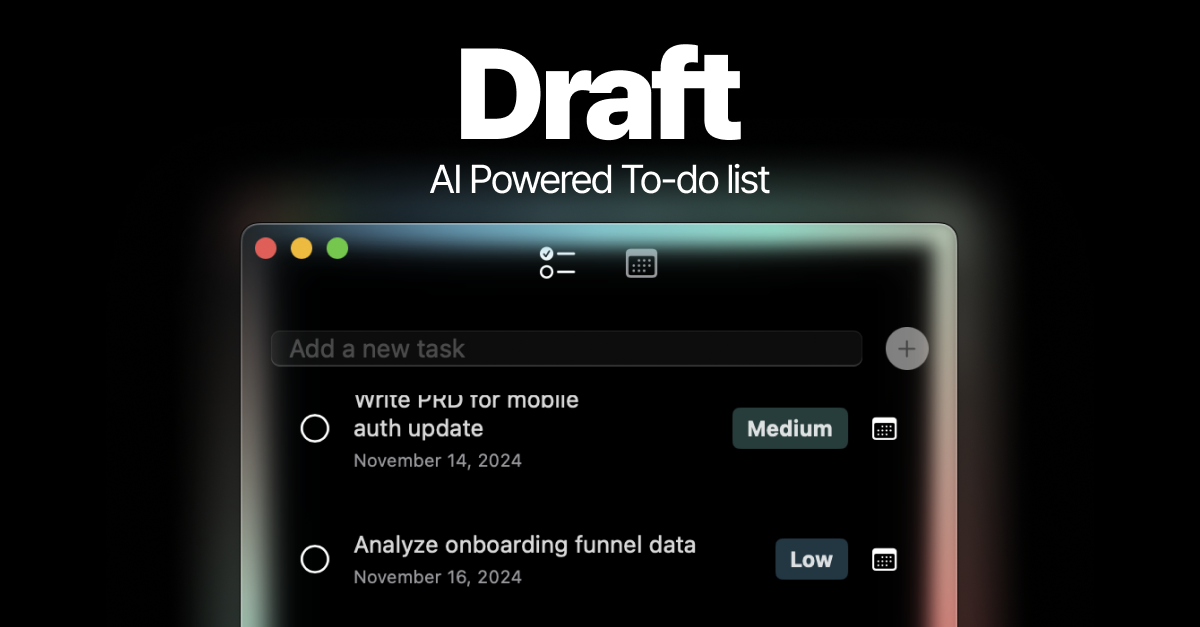 Draft
AI Powered To-do list
Add a new task
Write PRD for mobile
auth update
Medium
November 14, 2024
Analyze onboarding funnel data
Low
November 16, 2024